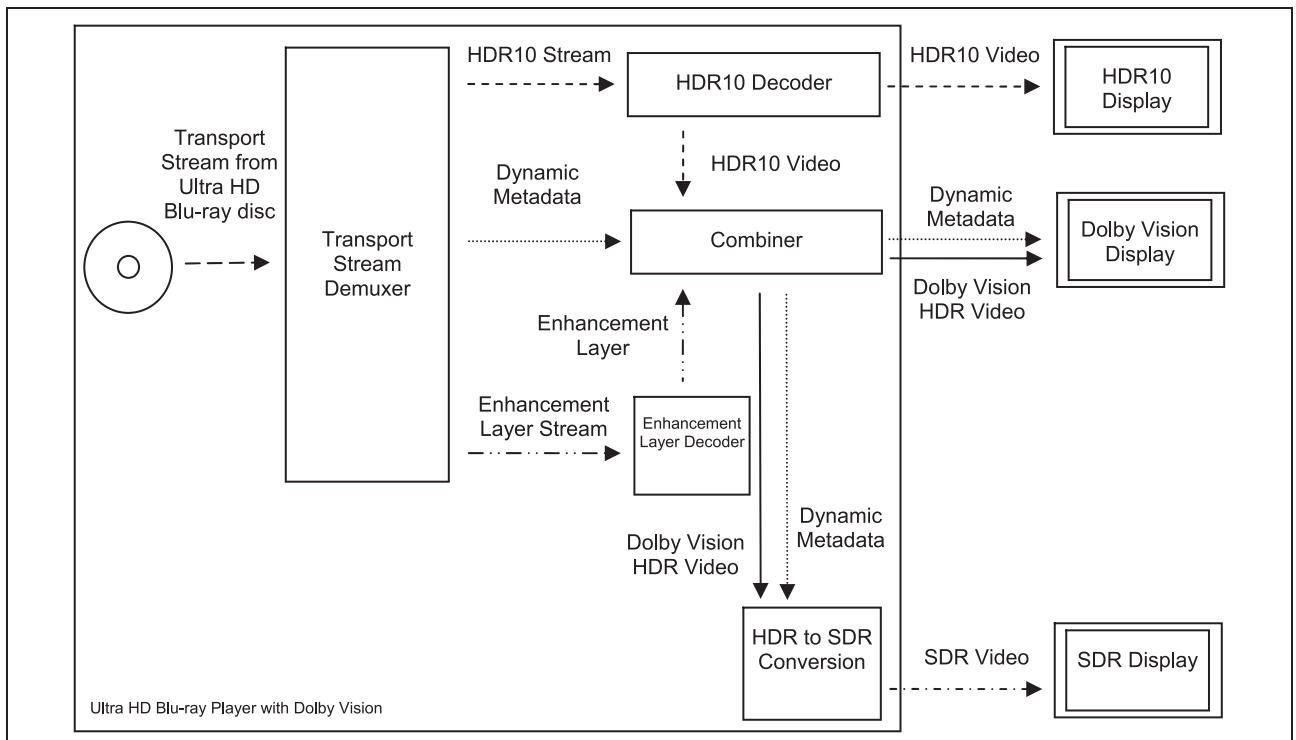 HDR10 Stream
HDR10 Decoder
HDR10 Video
HDR10
Display
Transport
Stream from
Ultra HD
Blu-ray disc
HDR10 Video
Dynamic
Metadata
Transport
Stream
Demuxer
Combiner
Dynamic
Metadata
Dolby Vision
HDR Video
Dolby Vision
Display
Enhancement
Layer
Enhancement
Layer Stream
Enhancement
Layer Decoder
Dolby Vision
HDR Video
Dynamic
Metadata
HDR to SDR
Conversion
SDR Video
SDR Display
Ultra HD Blu-ray Player with Dolby Vision